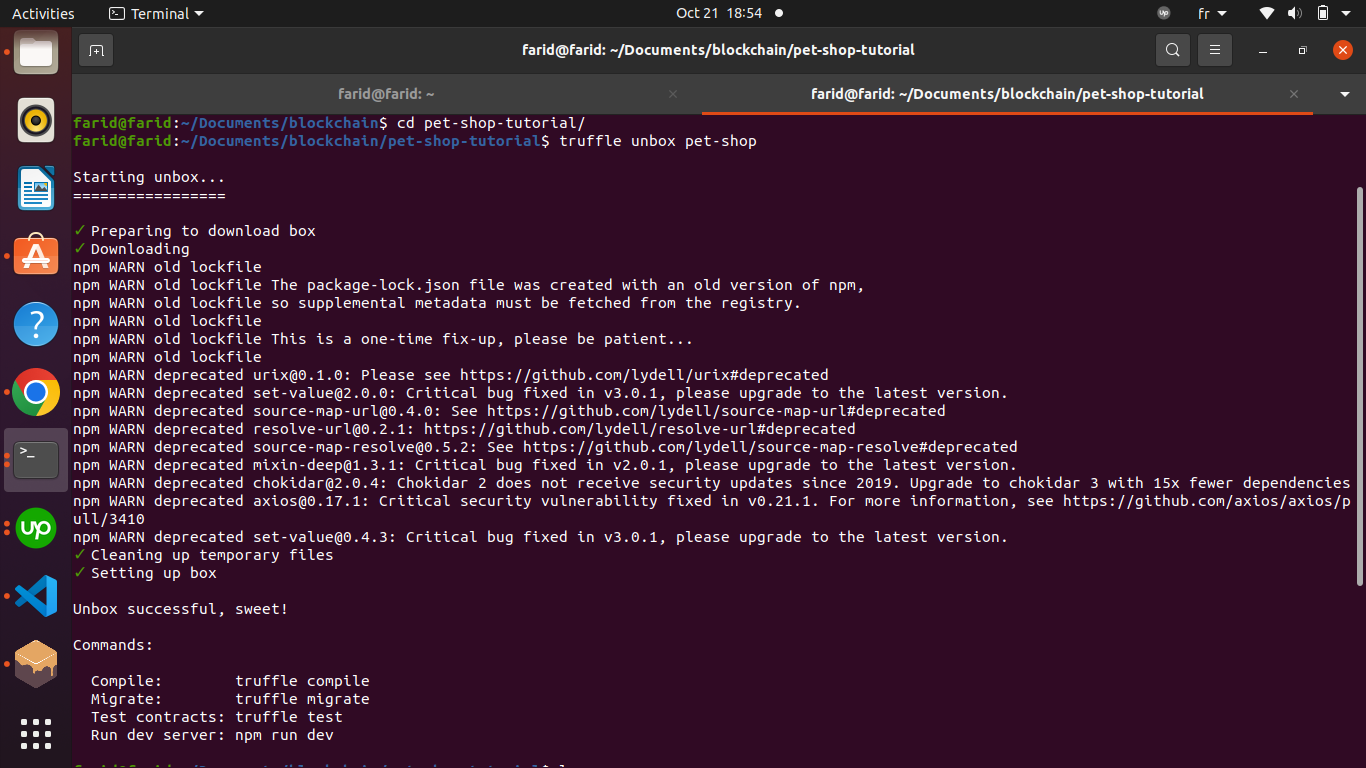 Activities Terminal Oct 21 18:54 fr
farid@farid: ~/Documents/blockchain/pet-shop-tutorial
farid@farid: ~ farid@farid: ~/Documents/blockchain/pet-shop-tutorial
farid@farid:~/Documents/blockchain$ cd pet-shop-tutorial/
farid@farid:~/Documents/blockchain/pet-shop-tutorial$ truffle unbox pet-shop
Starting unbox...
=================
✓ Preparing to download box
✓ Downloading
npm WARN old lockfile
npm WARN old lockfile The package-lock.json file was created with an old version of npm,
npm WARN old lockfile so supplemental metadata must be fetched from the registry.
npm WARN old lockfile
npm WARN old lockfile This is a one-time fix-up, please be patient...
npm WARN old lockfile
npm WARN deprecated urix@0.1.0: Please see https://github.com/lydell/urix#deprecated
npm WARN deprecated set-value@2.0.0: Critical bug fixed in v3.0.1, please upgrade to the latest version.
npm WARN deprecated source-map-url@0.4.0: See https://github.com/lydell/source-map-url#deprecated
npm WARN deprecated resolve-url@0.2.1: https://github.com/lydell/resolve-url#deprecated
npm WARN deprecated source-map-resolve@0.5.2: See https://github.com/lydell/source-map-resolve#deprecated
npm WARN deprecated mixin-deep@1.3.1: Critical bug fixed in v2.0.1, please upgrade to the latest version.
npm WARN deprecated chokidar@2.0.4: Chokidar 2 does not receive security updates since 2019. Upgrade to chokidar 3 with 15x fewer dependencies
npm WARN deprecated axios@0.17.1: Critical security vulnerability fixed in v0.21.1. For more information, see https://github.com/axios/axios/p
ull/3410
npm WARN deprecated set-value@0.4.3: Critical bug fixed in v3.0.1, please upgrade to the latest version.
✓ Cleaning up temporary files
✓ Setting up box
Unbox successful, sweet!
Commands:
Compile: truffle compile
Migrate: truffle migrate
Test contracts: truffle test
Run dev server: npm run dev